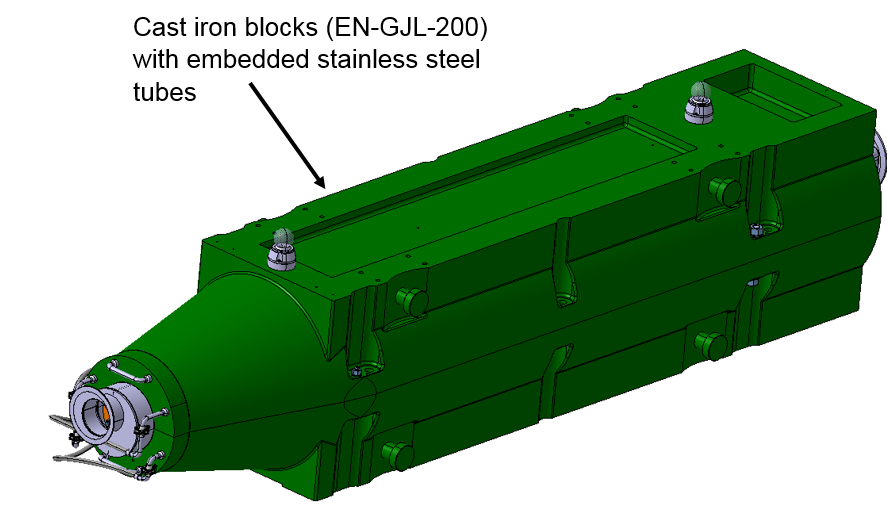 Cast iron blocks (EN-GJL-200)
with embedded stainless steel
tubes